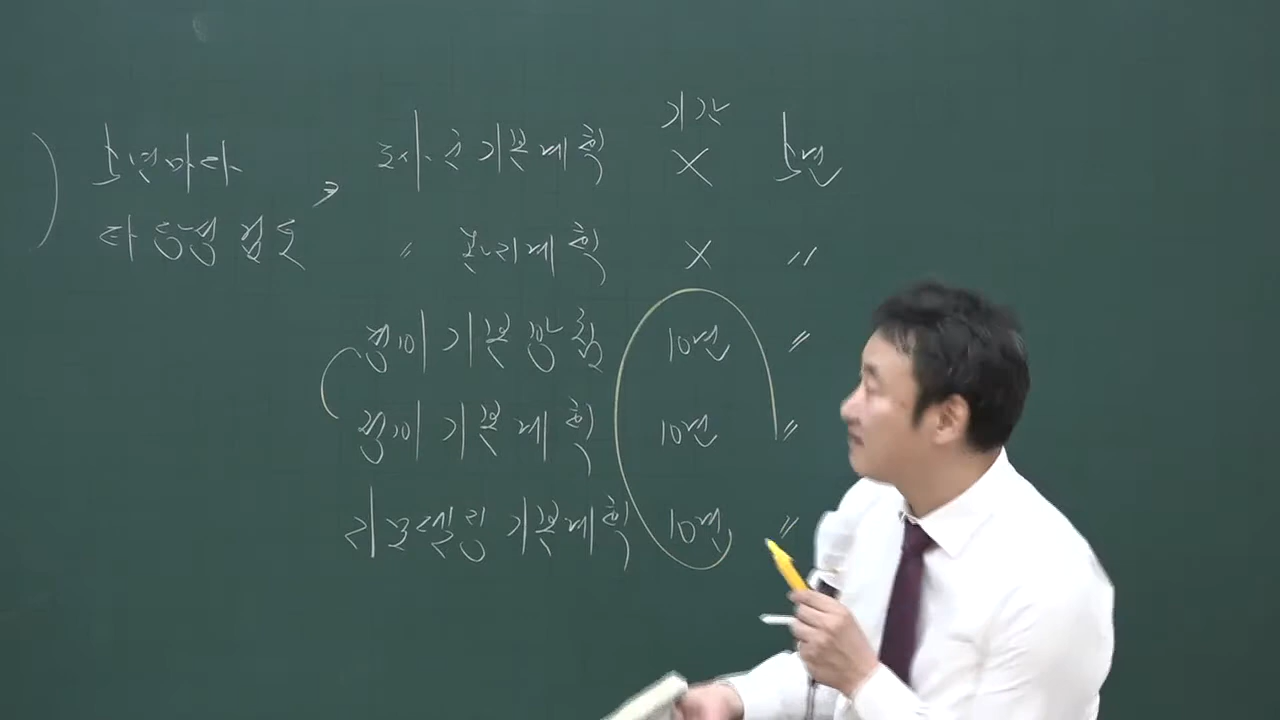 기간
5년마다 → 도시·군 기본계획 X 5년
타당성 검토 〃 관리계획 X 〃
정비기본방침 10년 〃
정비기본계획 10년 〃
리모델링 기본계획 10년 〃